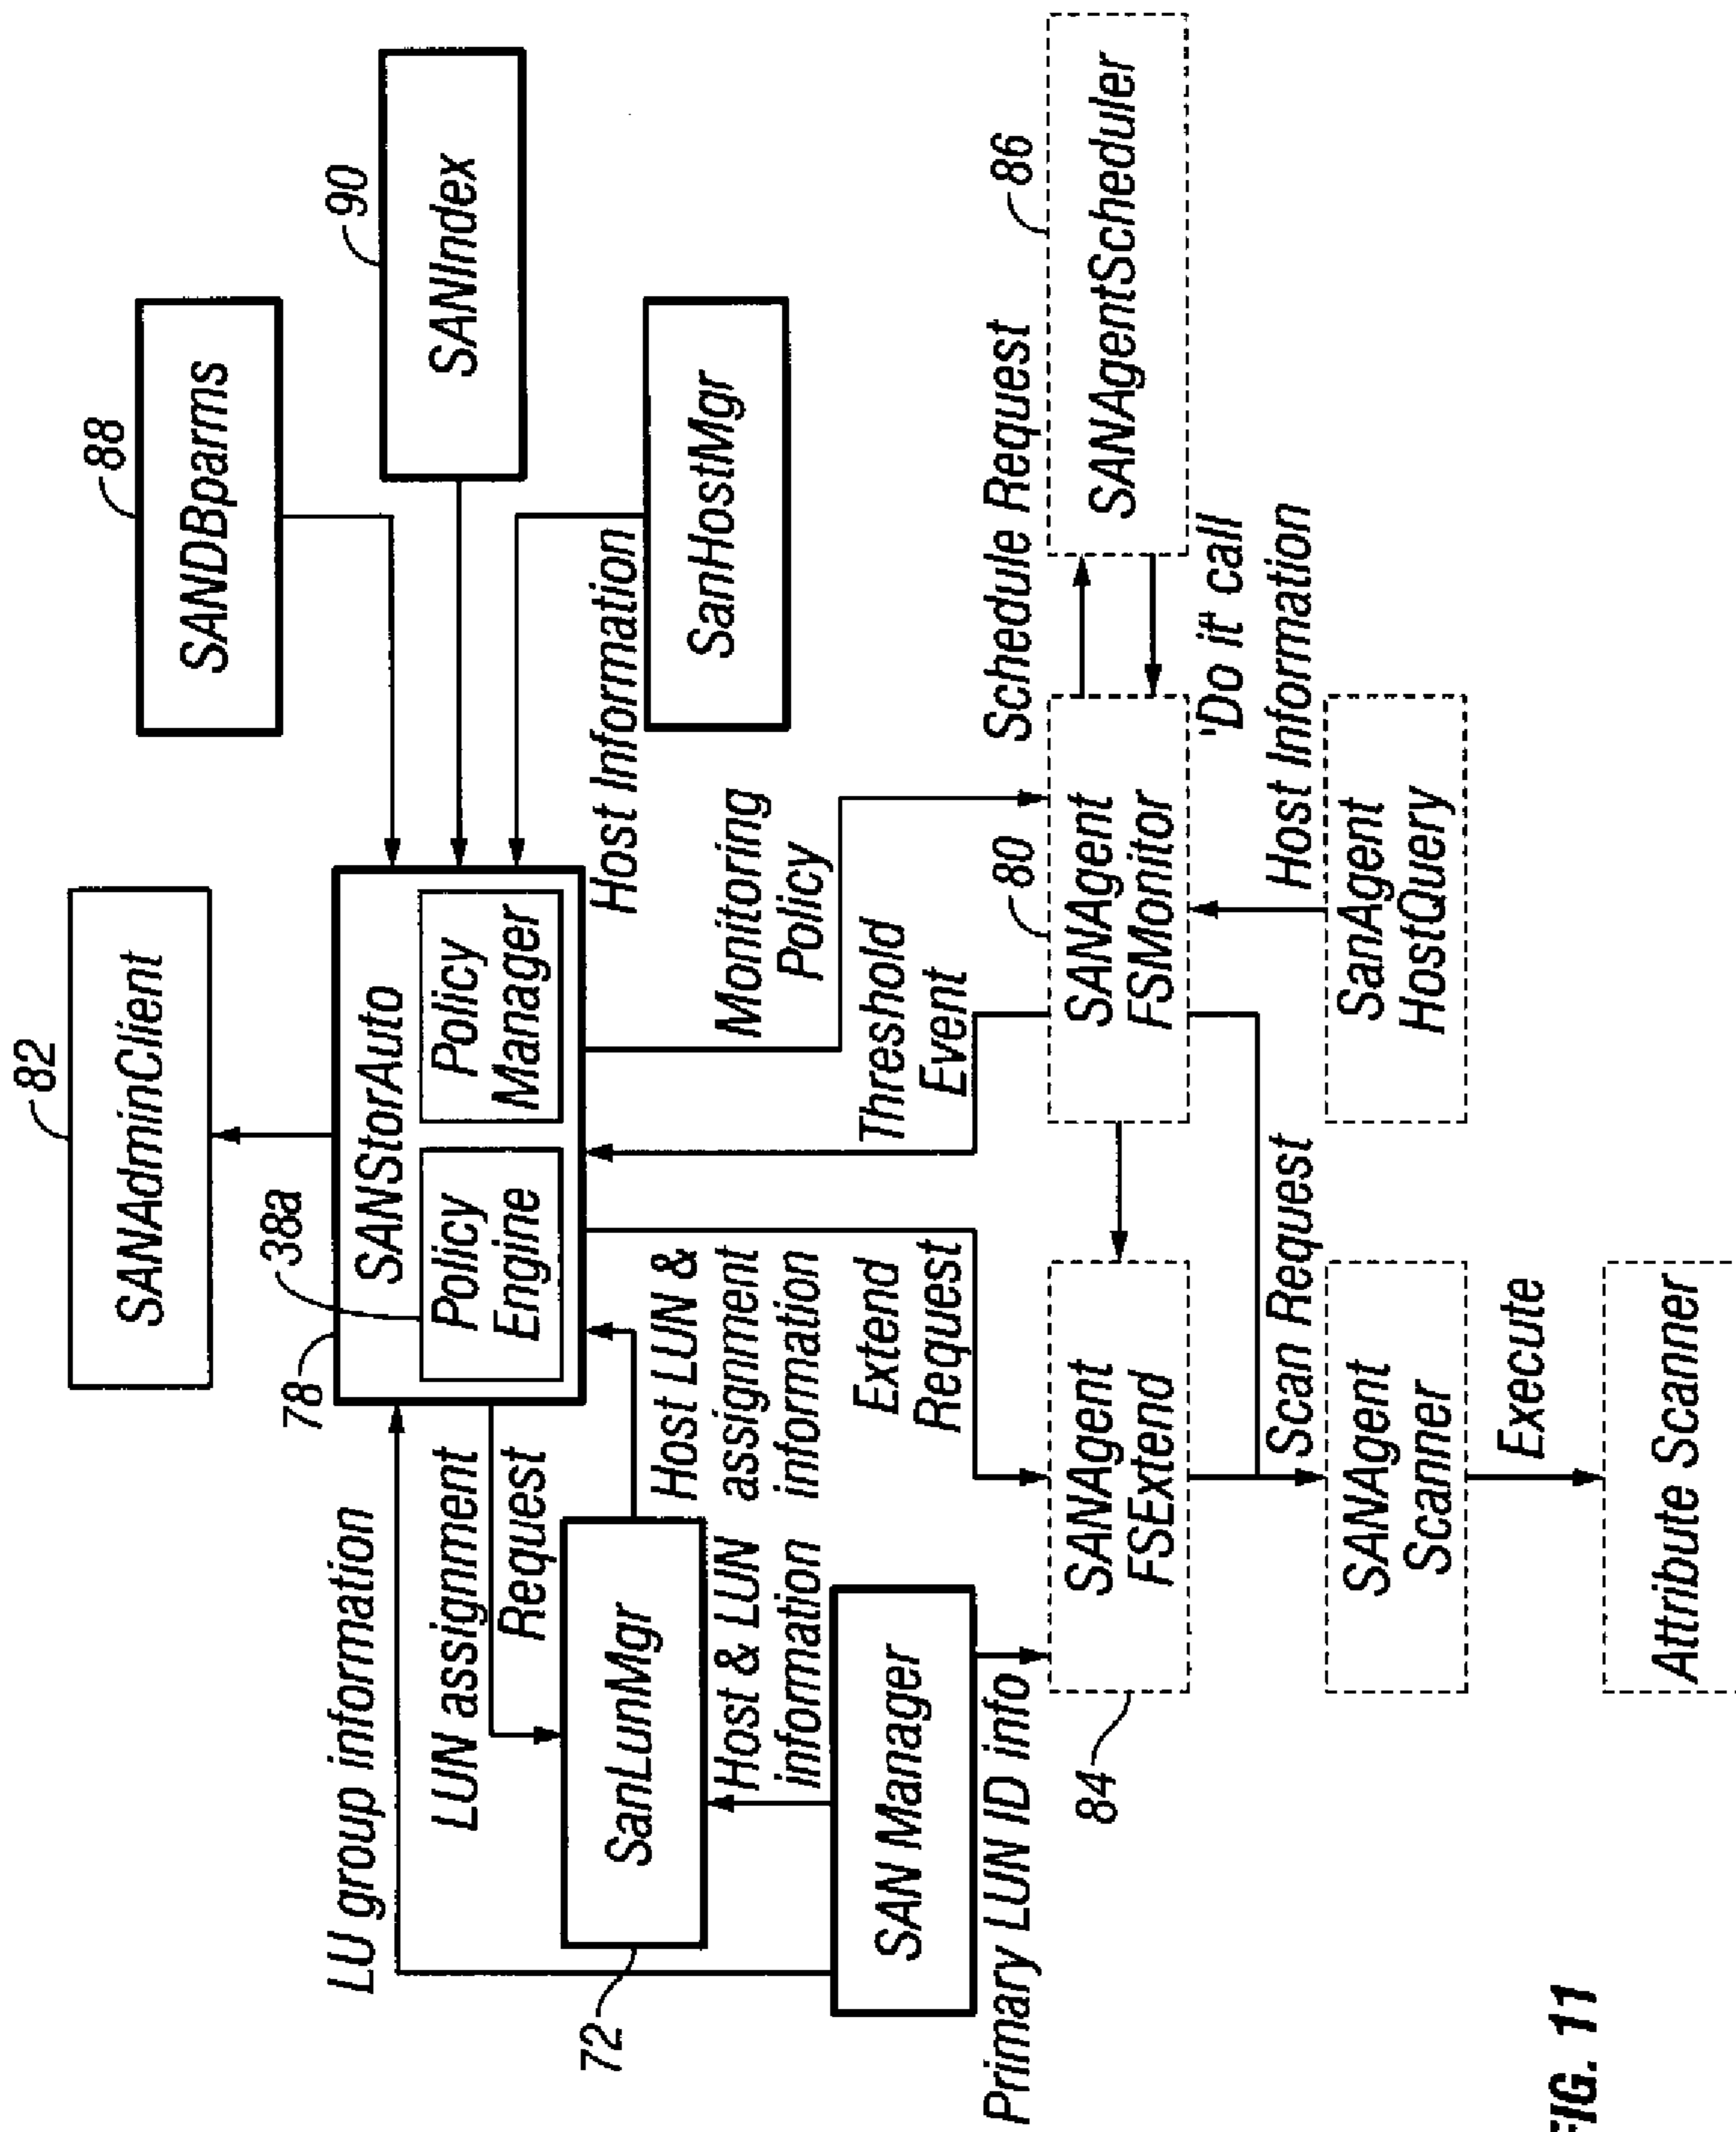 82
SANAdminClient
88
SANDBparms
90
SANIndex
78
SANStorAuto
38a
Policy
Engine
Policy
Manager
LU group information
LUN assignment
Request
Host LUN &
assignment
information
Host Information
SanHostMgr
72
SanLunMgr
Host & LUN
information
SAN Manager
Primary LUN ID info
Extend
Request
Threshold
Event
Monitoring
Policy
Schedule Request
84
SANAgent
FSExtend
80
SANAgent
FSMonitor
86
SANAgentScheduler
'Do it' call
Scan Request
Host Information
SANAgent
Scanner
SanAgent
HostQuery
Execute
Attribute Scanner
FIG. 11